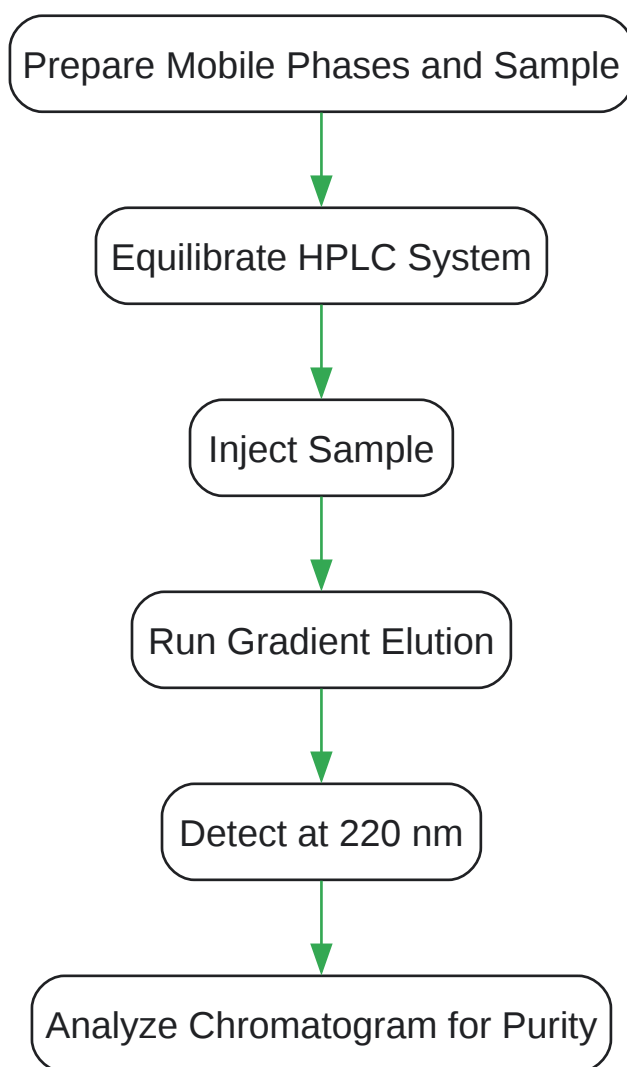 Prepare Mobile Phases and Sample
Equilibrate HPLC System
Inject Sample
Run Gradient Elution
Detect at 220 nm
Analyze Chromatogram for Purity